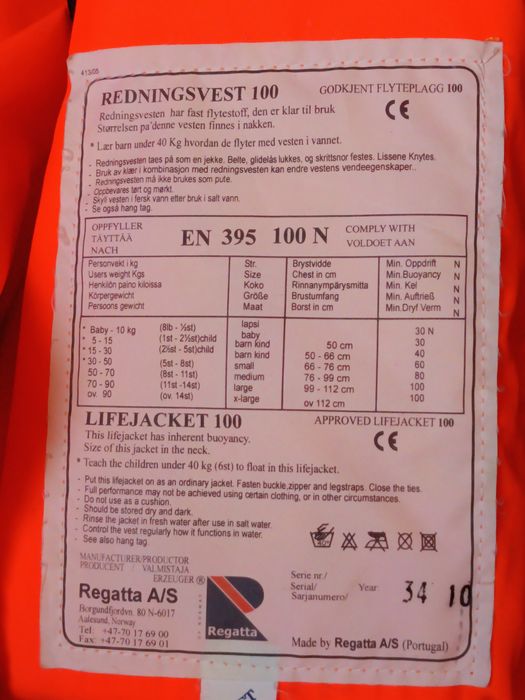 413/05
REDNINGSVEST 100 GODKJENT FLYTEPLAGG 100
Redningsvesten har fast flytestoff, den er klar til bruk CE
Størrelsen på denne vesten finnes i nakken.
* Lær barn under 40 Kg hvordan de flyter med vesten i vannet.
- Redningsvesten taes på som en jekke. Belte, glidelås lukkes, og skrittsnor festes. Lissene Knytes.
- Bruk av klær i kombinasjon med redningsvesten kan endre vestens vendeegenskaper..
- Redningsvesten må ikke brukes som pute.
- Oppbevares tørt og mørkt.
- Skyll vesten i fersk vann etter bruk i salt vann.
- Se også hang tag.
OPPFYLLER COMPLY WITH
TÄYTTÄÄ EN 395 100 N VOLDOET AAN
NACH
Personvekt i kg Str. Brystvidde Min. Oppdrift N
Users weight Kgs Size Chest in cm Min.Buoyancy N
Henkilön paino kiloissa Koko Rinnanympärysmitta Min. Kel N
Körpergewicht Größe Brustumfang Min. Auftrieß N
Persoons gewicht Maat Borst in cm Min.Dryf Verm N
lapsi
* Baby - 10 kg (8lb - ½st) baby 30 N
* 5 - 15 (1st - 2½st)child barn kind 50 cm 30
* 15 - 30 (2½st - 5st)child barn kind 50 - 66 cm 40
* 30 - 50 (5st - 8st) small 66 - 76 cm 60
50 - 70 (8st - 11st) medium 76 - 99 cm 80
70 - 90 (11st -14st) large 99 - 112 cm 100
ov. 90 (ov. 14st) x-large ov 112 cm 100
LIFEJACKET 100 APPROVED LIFEJACKET 100
This lifejacket has inherent buoyancy. CE
Size of this jacket in the neck.
* Teach the children under 40 kg (6st) to float in this lifejacket.
- Put this lifejacket on as an ordinary jacket. Fasten buckle,zipper and legstraps. Close the ties.
- Full performance may not be achieved using certain clothing, or in other circumstances.
- Do not use as a cushion.
- Should be stored dry and dark.
- Rinse the jacket in fresh water after use in salt water.
- Control the vest regularly how it functions in water.
- See also hang tag.
40°
MANUFACTURER/PRODUCTOR
PRODUCENT / VALMISTAJA
ERZEUGER ®
Regatta A/S
Borgundfjordvn. 80 N-6017
Aalesund, Norway
Tel: +47-70 17 69 00
Fax: +47-70 17 69 01
OF NORWAY
Regatta
Serie nr./
Serial/ Year 34 10
Sarjanumero/
Made by Regatta A/S (Portugal)